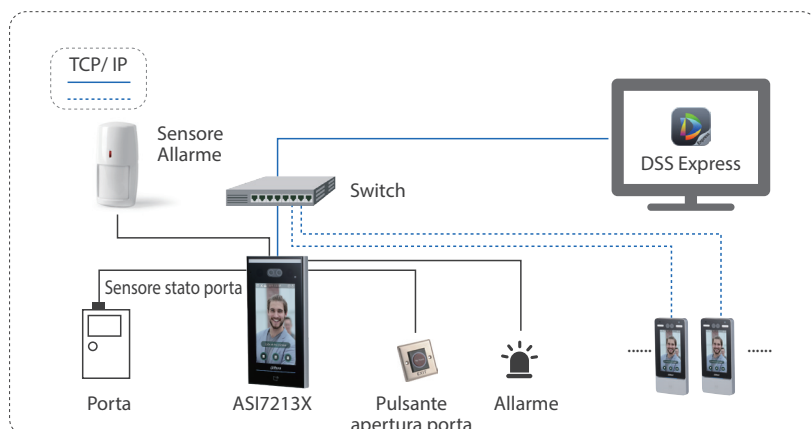 TCP/ IP
Sensore
Allarme
DSS Express
Switch
Sensore stato porta
Porta
ASI7213X
Pulsante
apertura porta
Allarme